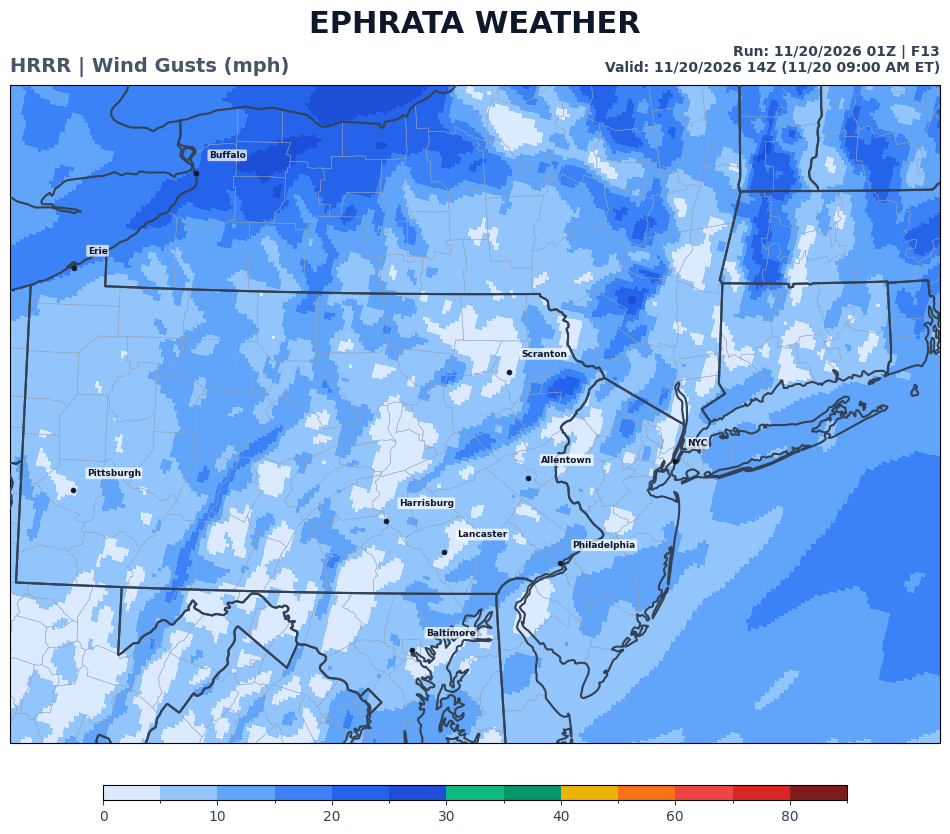 EPHRATA WEATHER
HRRR | Wind Gusts (mph)
Run: 11/20/2026 01Z | F13
Valid: 11/20/2026 14Z (11/20 09:00 AM ET)
Buffalo
Erie
Scranton
NYC
Allentown
Pittsburgh
Harrisburg
Lancaster
Philadelphia
Baltimore
0 10 20 30 40 50 60 70 80